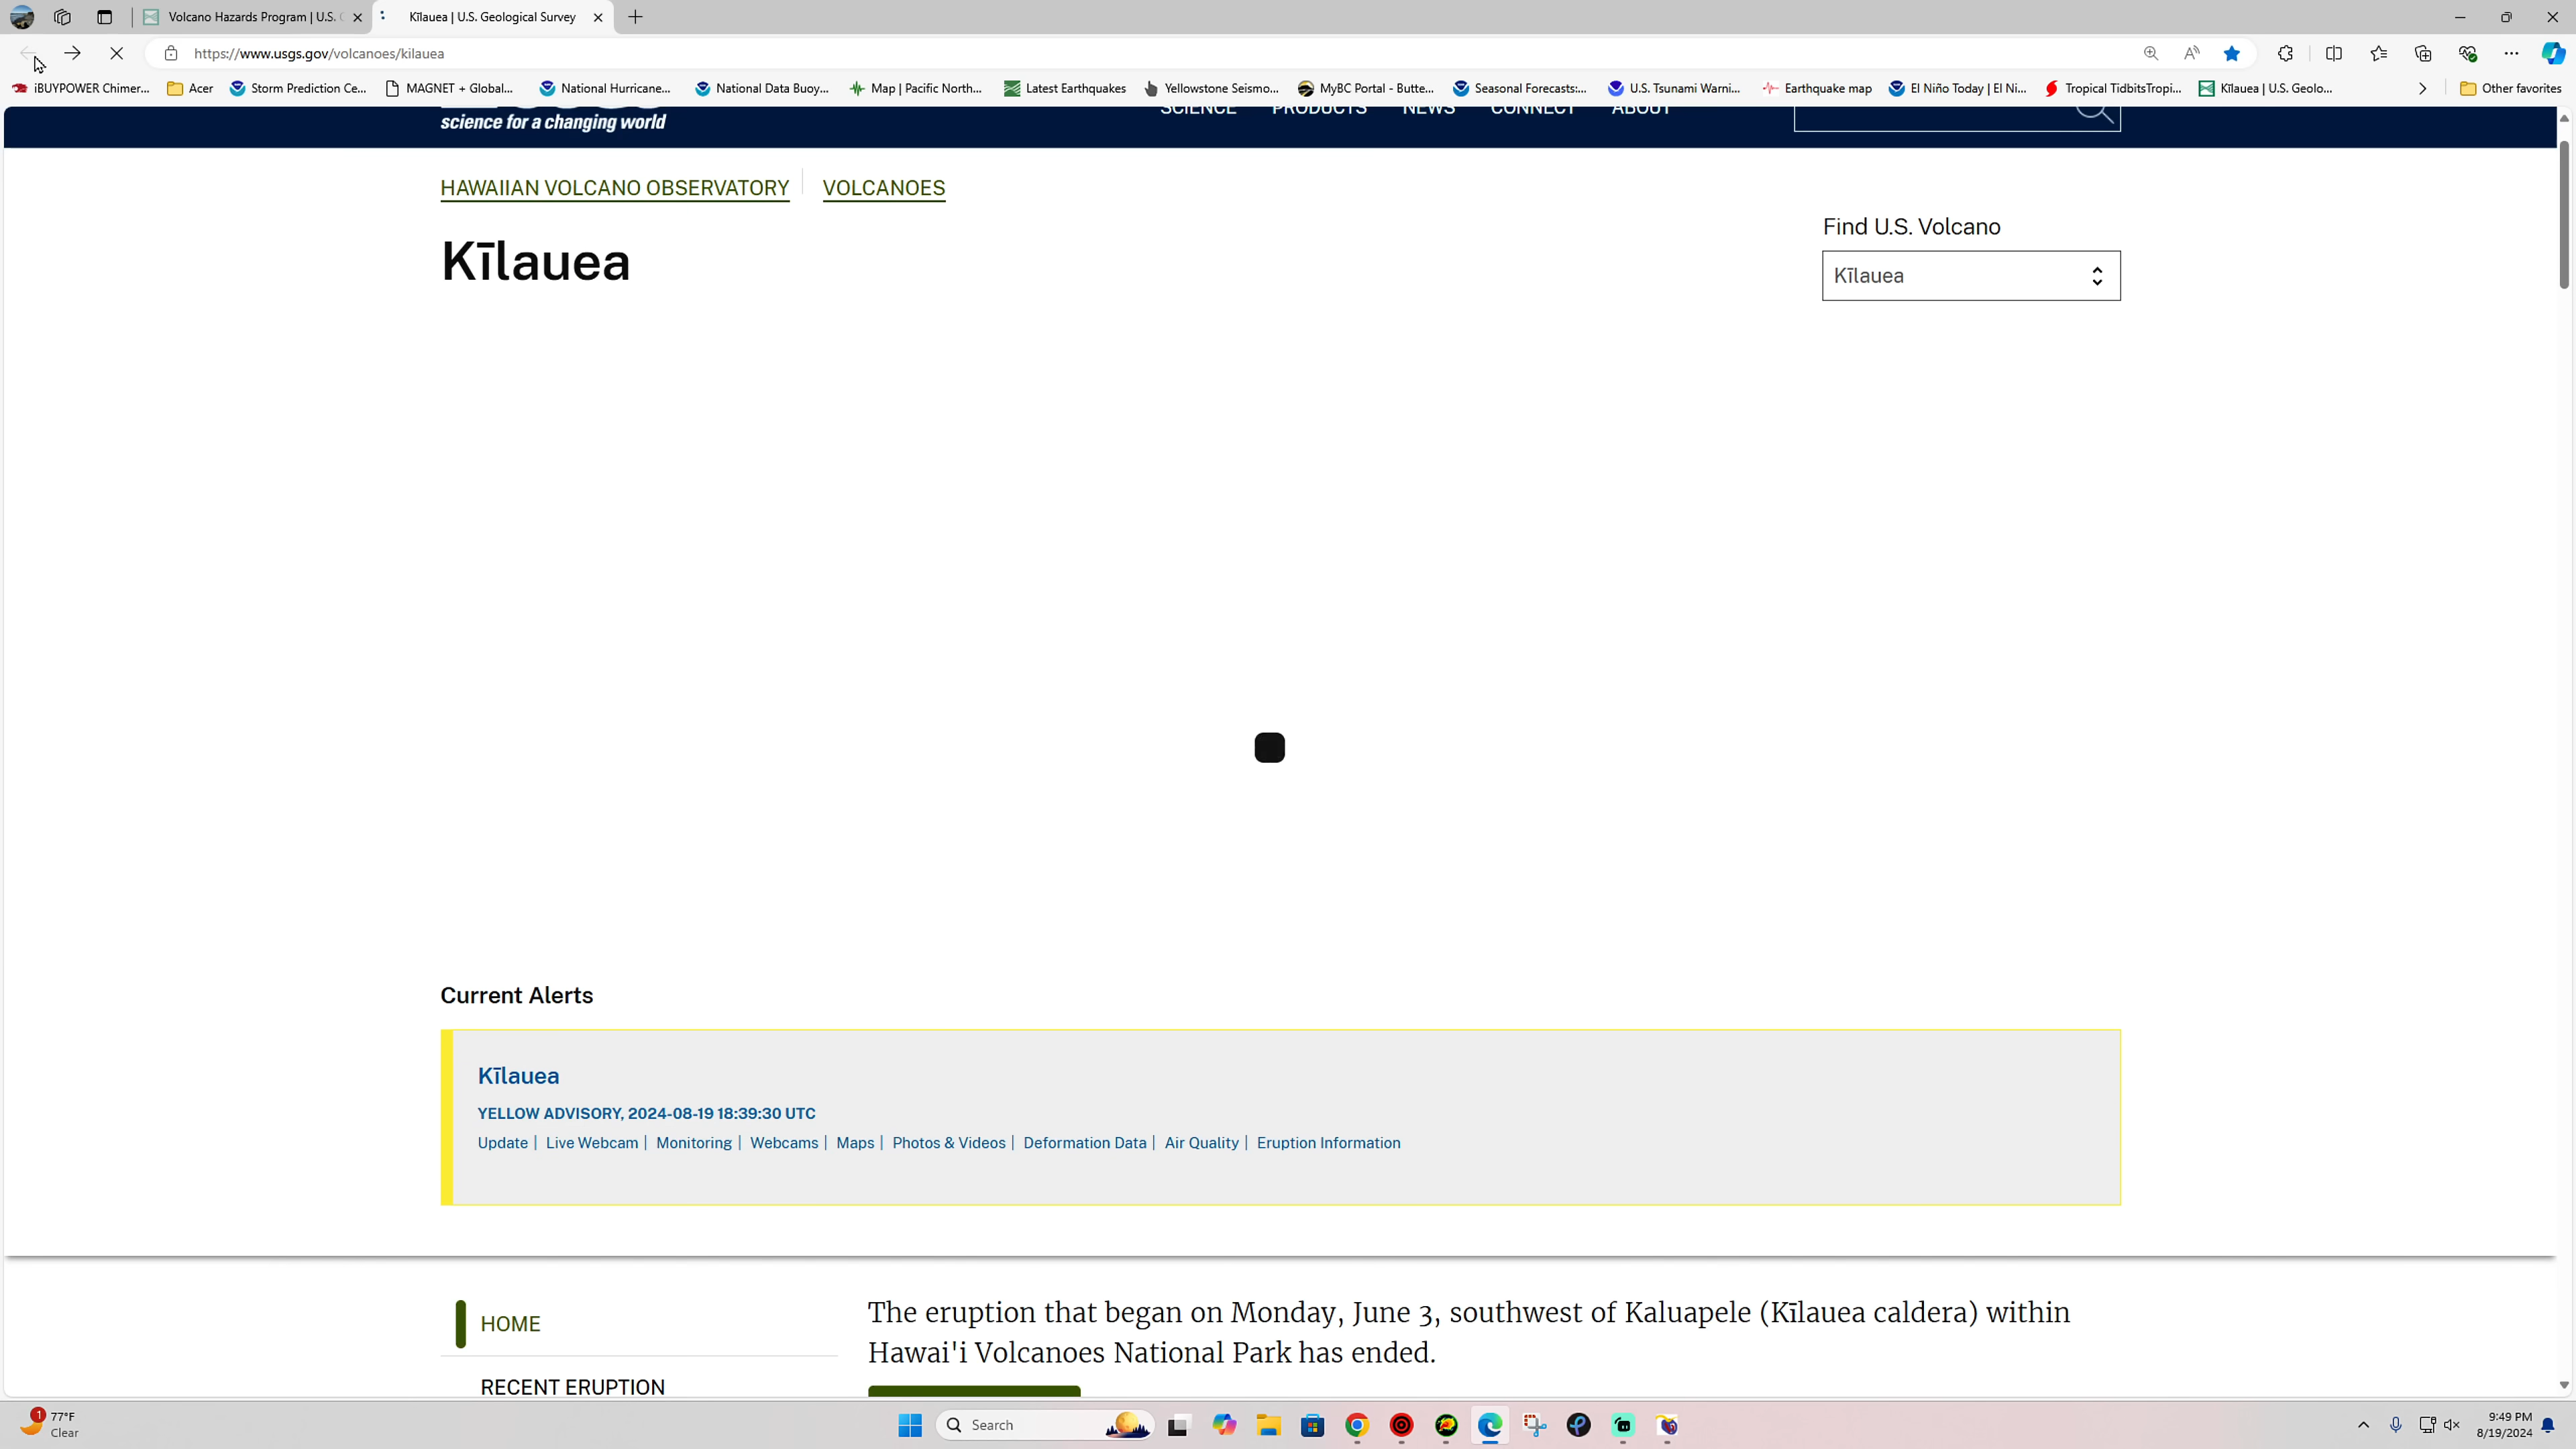 Volcano Hazards Program | U.S. G
Kīlauea | U.S. Geological Survey
https://www.usgs.gov/volcanoes/kilauea
iBUYPOWER Chimer... Acer Storm Prediction Ce... MAGNET + Global... National Hurricane... National Data Buoy... Map | Pacific North... Latest Earthquakes Yellowstone Seismo... MyBC Portal - Butte... Seasonal Forecasts:... U.S. Tsunami Warni... Earthquake map El Niño Today | El Ni... Tropical TidbitsTropi... Kīlauea | U.S. Geolo... Other favorites
SCIENCE PRODUCTS NEWS CONNECT ABOUT
science for a changing world
HAWAIIAN VOLCANO OBSERVATORY VOLCANOES
Find U.S. Volcano
Kīlauea
Kīlauea
Current Alerts
Kīlauea
YELLOW ADVISORY, 2024-08-19 18:39:30 UTC
Update | Live Webcam | Monitoring | Webcams | Maps | Photos & Videos | Deformation Data | Air Quality | Eruption Information
HOME
RECENT ERUPTION
The eruption that began on Monday, June 3, southwest of Kaluapele (Kīlauea caldera) within
Hawai'i Volcanoes National Park has ended.
1
77°F
Clear
Search
9:49 PM
8/19/2024